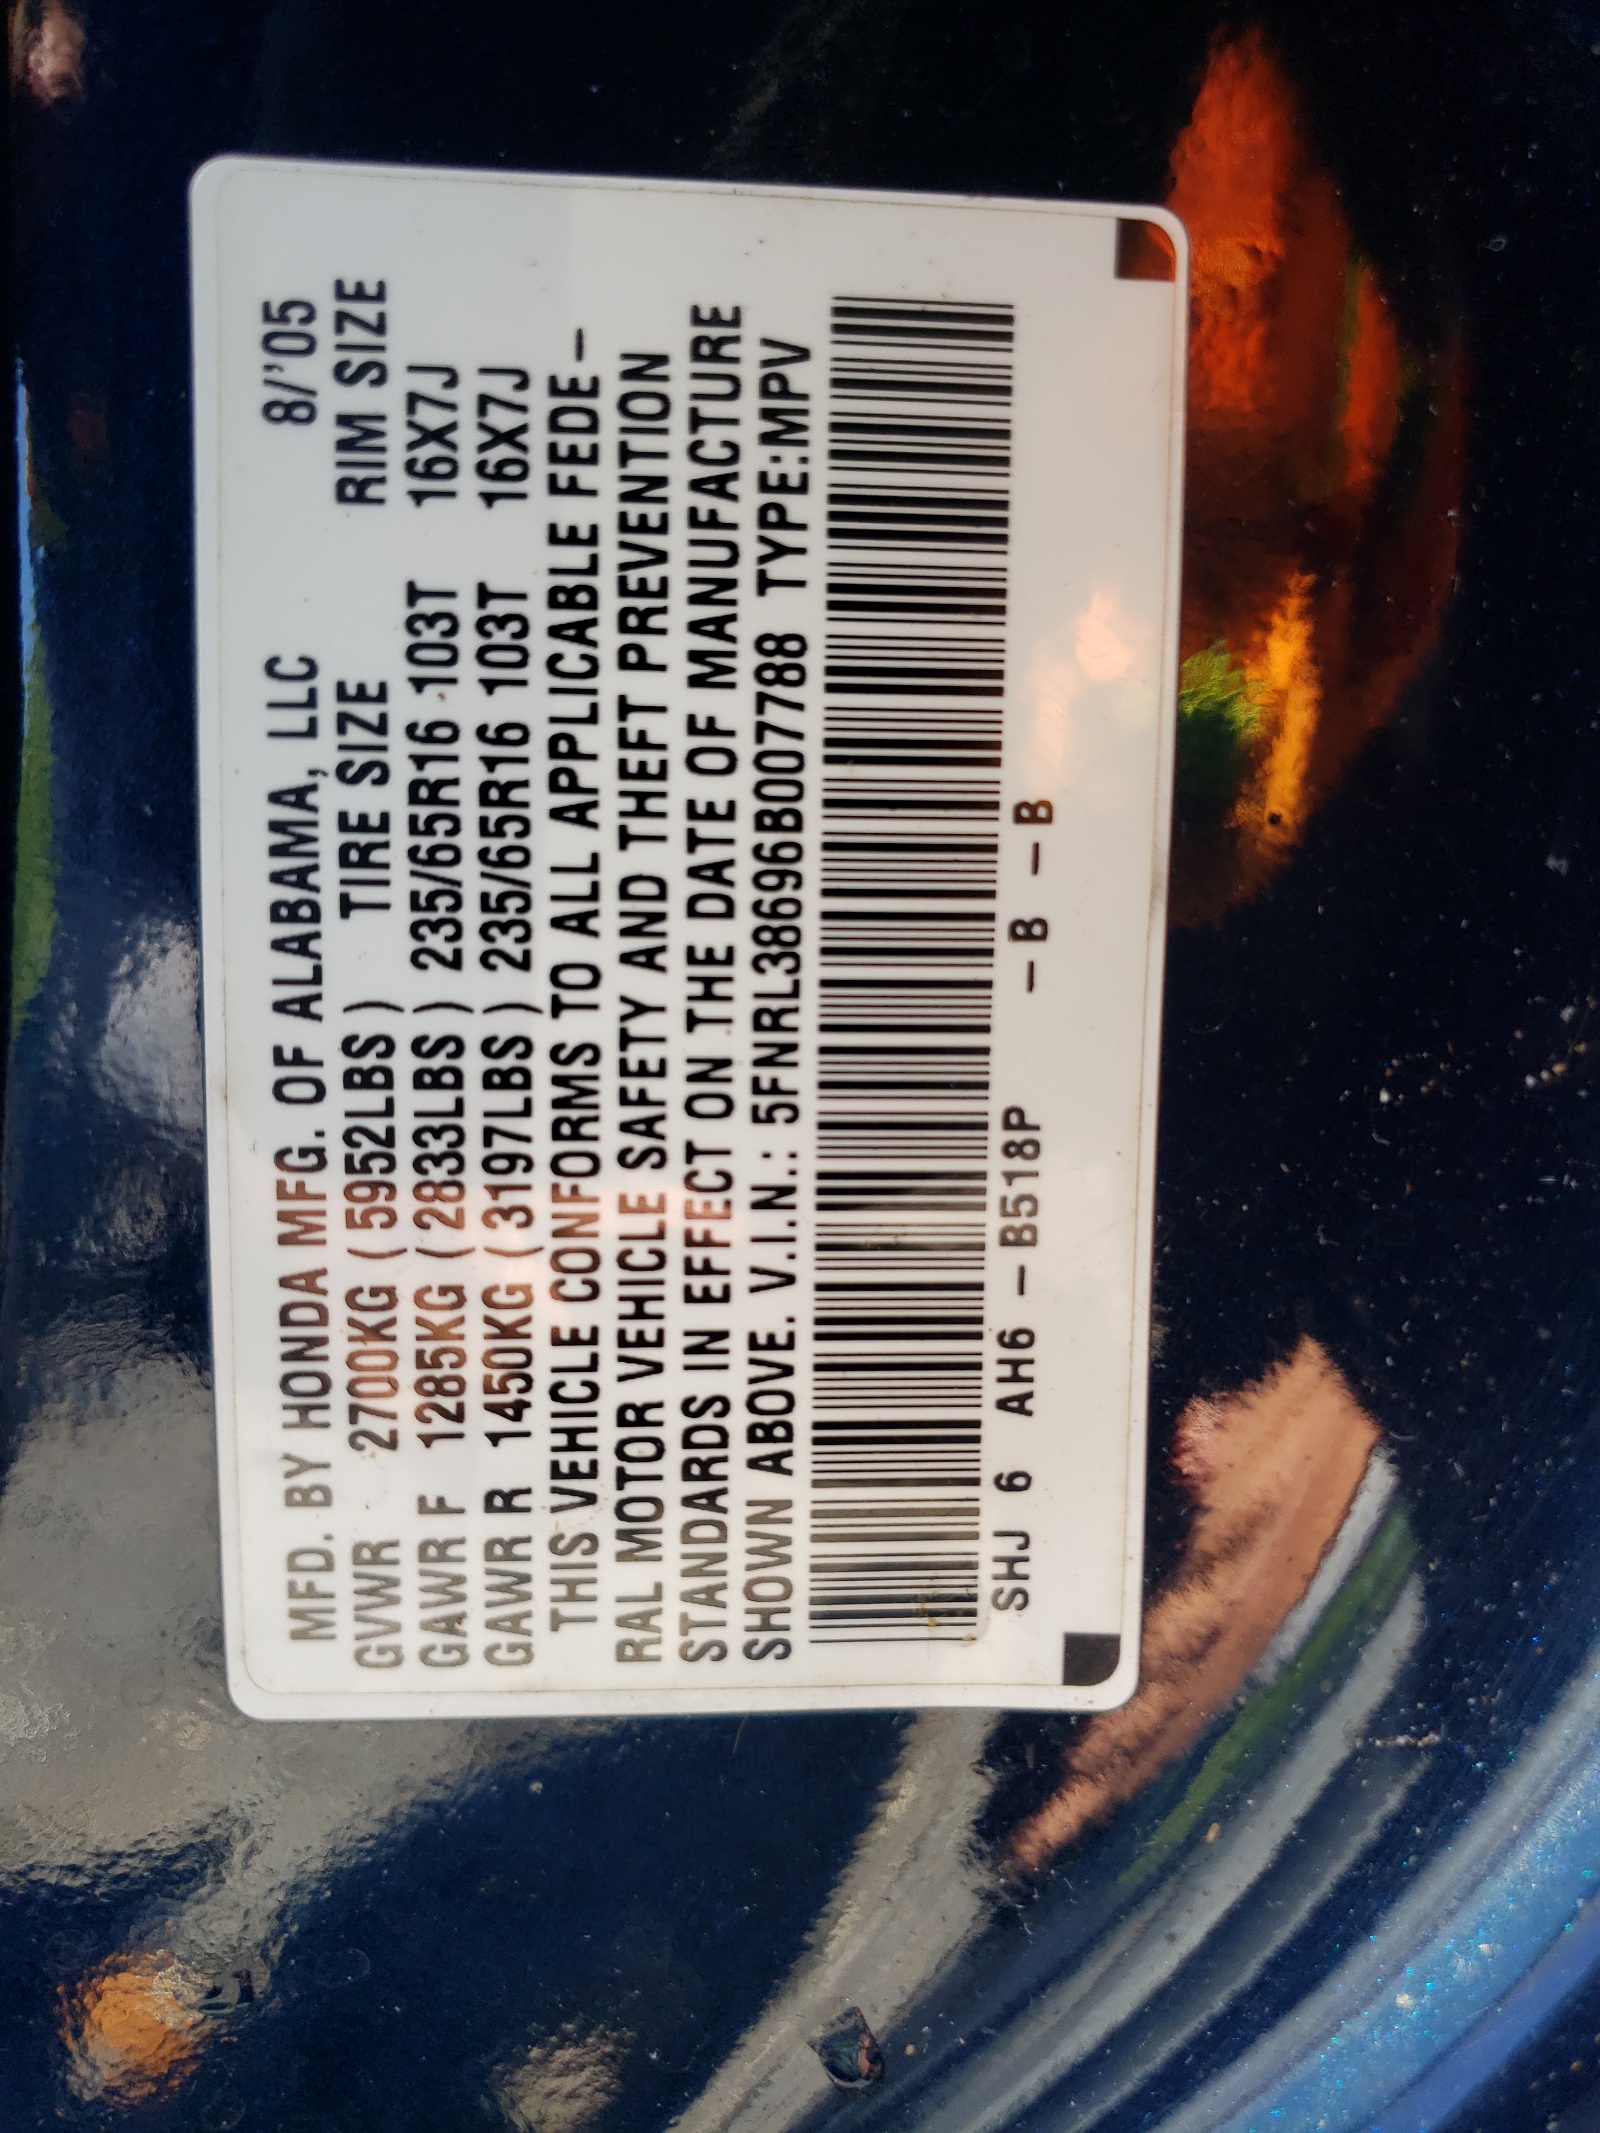 MFD. BY HONDA MFG. OF ALABAMA, LLC 8/'05
GVWR 2700KG ( 5952LBS ) TIRE SIZE RIM SIZE
GAWR F 1285KG ( 2833LBS ) 235/65R16 103T 16X7J
GAWR R 1450KG ( 3197LBS ) 235/65R16 103T 16X7J
THIS VEHICLE CONFORMS TO ALL APPLICABLE FEDE-
RAL MOTOR VEHICLE SAFETY AND THEFT PREVENTION
STANDARDS IN EFFECT ON THE DATE OF MANUFACTURE
SHOWN ABOVE. V.I.N.: 5FNRL38696B007788 TYPE:MPV
SHJ 6 AH6 - B518P - B - B